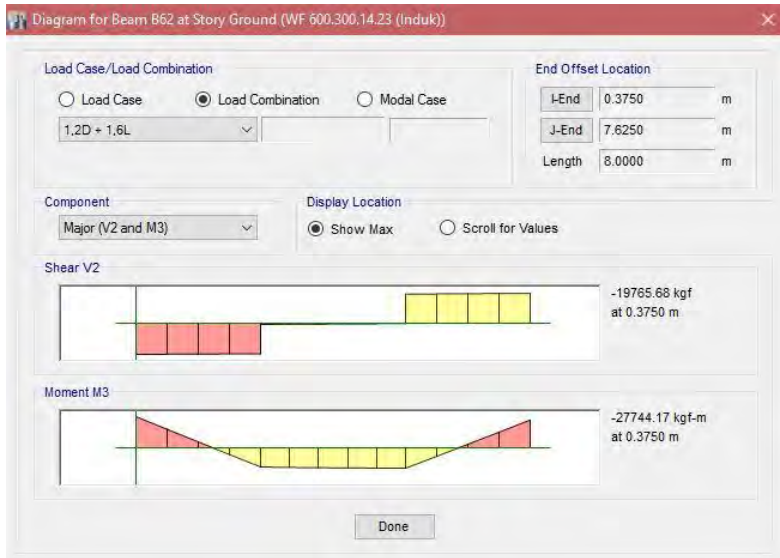 Diagram for Beam B62 at Story Ground (WF 600.300.14.23 (Induk))
Load Case/Load Combination
Load Case Load Combination Modal Case
1,2D + 1,6L
End Offset Location
I-End 0.3750 m
J-End 7.6250 m
Length 8.0000 m
Component
Major (V2 and M3)
Display Location
Show Max Scroll for Values
Shear V2
-19765.68 kgf
at 0.3750 m
Moment M3
-27744.17 kgf-m
at 0.3750 m
Done